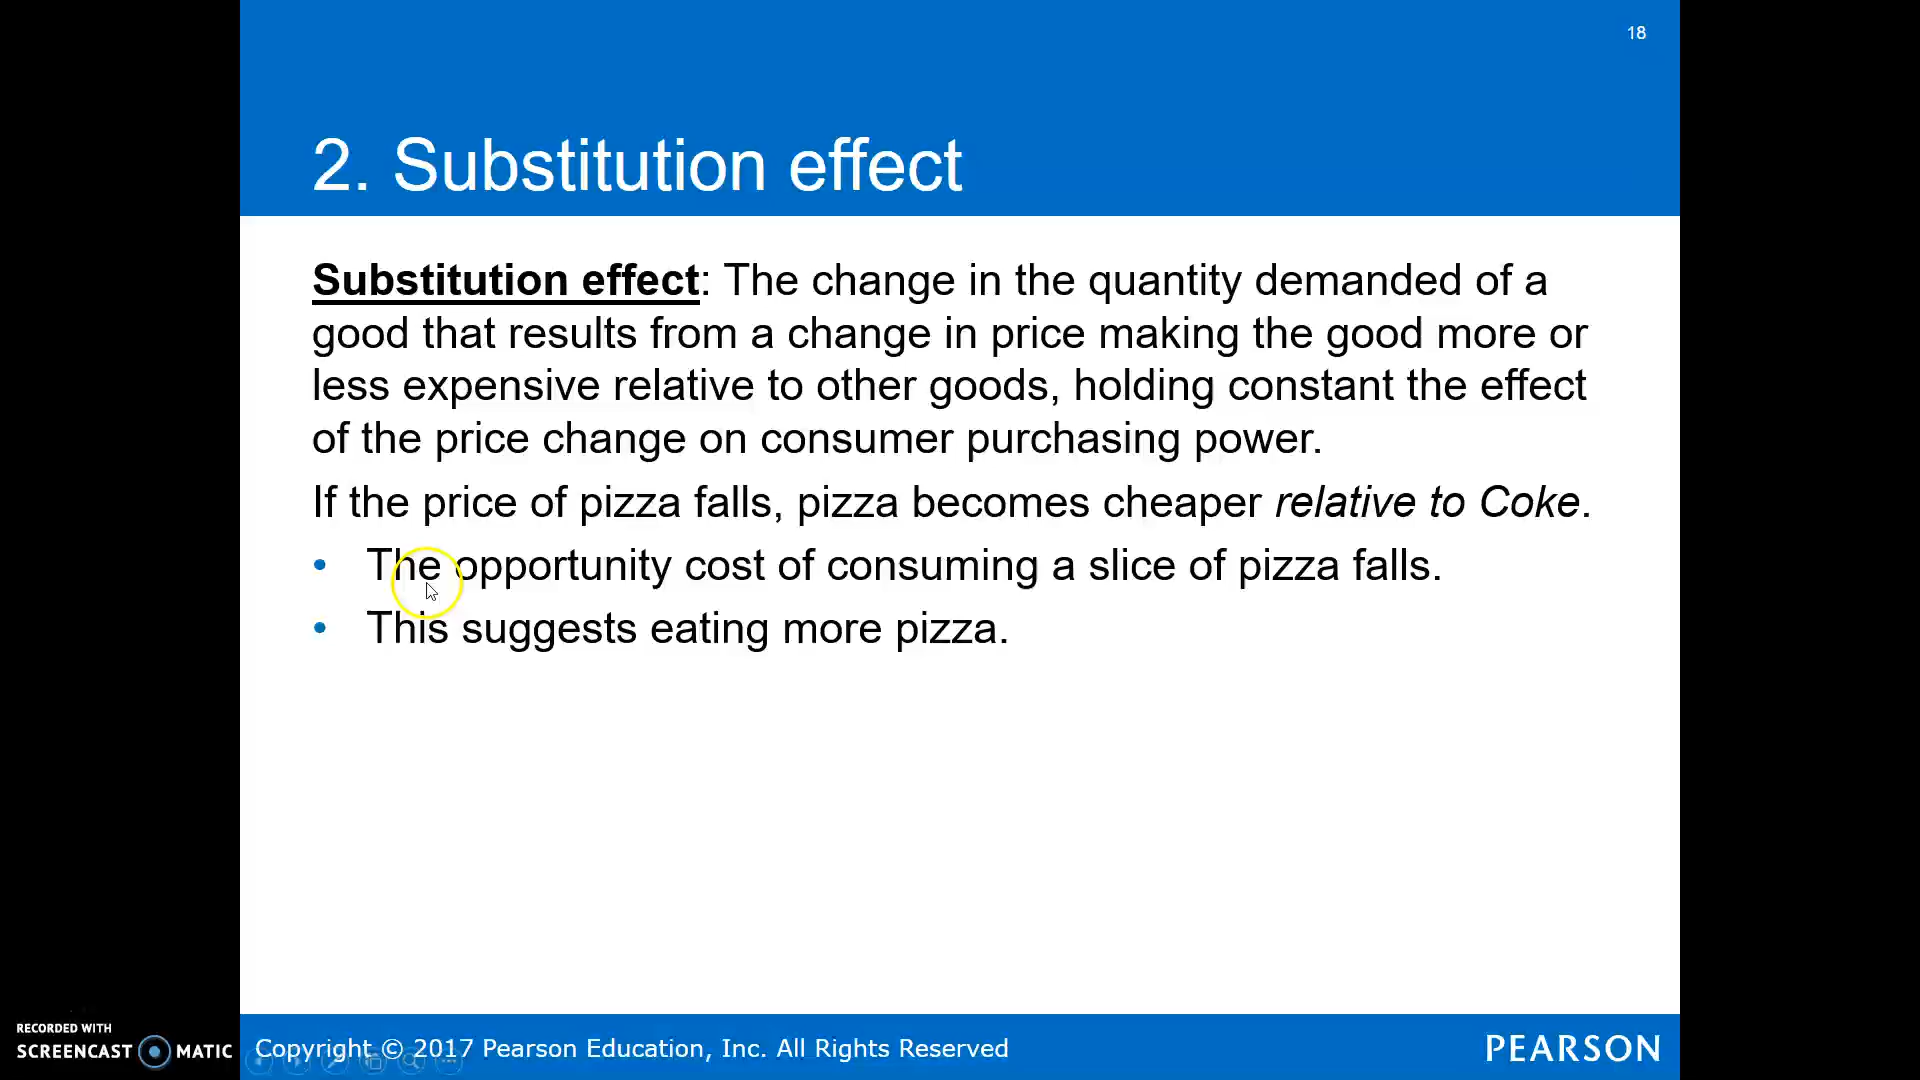 18
2. Substitution effect
Substitution effect: The change in the quantity demanded of a
good that results from a change in price making the good more or
less expensive relative to other goods, holding constant the effect
of the price change on consumer purchasing power.
If the price of pizza falls, pizza becomes cheaper relative to Coke.
• The opportunity cost of consuming a slice of pizza falls.
• This suggests eating more pizza.
RECORDED WITH
SCREENCAST MATIC
Copyright © 2017 Pearson Education, Inc. All Rights Reserved
PEARSON